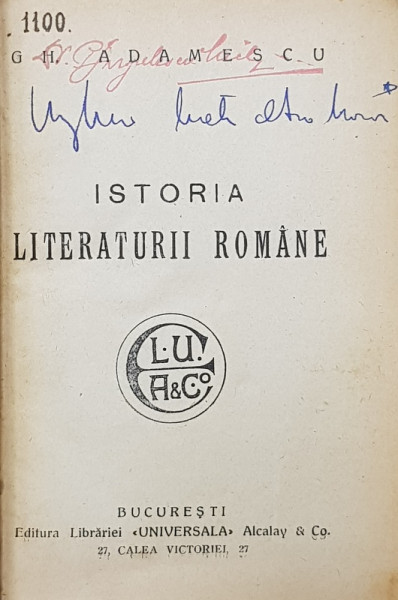 1100.
GH. ADAMESCU
ISTORIA
LITERATURII ROMÂNE
L.U.
A&Cº
BUCUREŞTI
Editura Librăriei «UNIVERSALA» Alcalay & Co.
27, CALEA VICTORIEI, 27